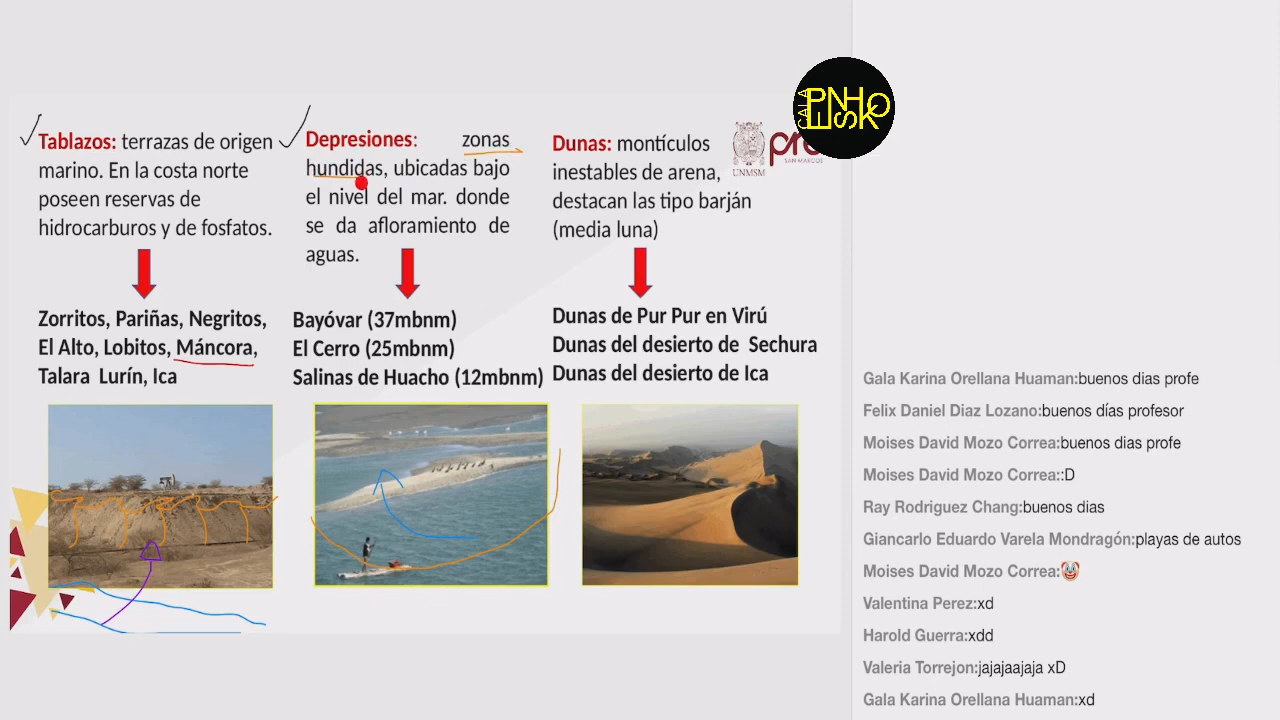 Tablazos: terrazas de origen
marino. En la costa norte
poseen reservas de
hidrocarburos y de fosfatos.
Zorritos, Pariñas, Negritos,
El Alto, Lobitos, Máncora,
Talara Lurín, Ica
Depresiones: zonas
hundidas, ubicadas bajo
el nivel del mar. donde
se da afloramiento de
aguas.
Bayóvar (37mbnm)
El Cerro (25mbnm)
Salinas de Huacho (12mbnm)
Dunas: montículos
inestables de arena,
destacan las tipo barján
(media luna)
Dunas de Pur Pur en Virú
Dunas del desierto de Sechura
Dunas del desierto de Ica
UNMSM
SAN MARCOS
Gala Karina Orellana Huaman:buenos dias profe
Felix Daniel Diaz Lozano:buenos días profesor
Moises David Mozo Correa:buenos dias profe
Moises David Mozo Correa::D
Ray Rodriguez Chang:buenos dias
Giancarlo Eduardo Varela Mondragón:playas de autos
Moises David Mozo Correa:🤡
Valentina Perez:xd
Harold Guerra:xdd
Valeria Torrejon:jajajaajaja xD
Gala Karina Orellana Huaman:xd